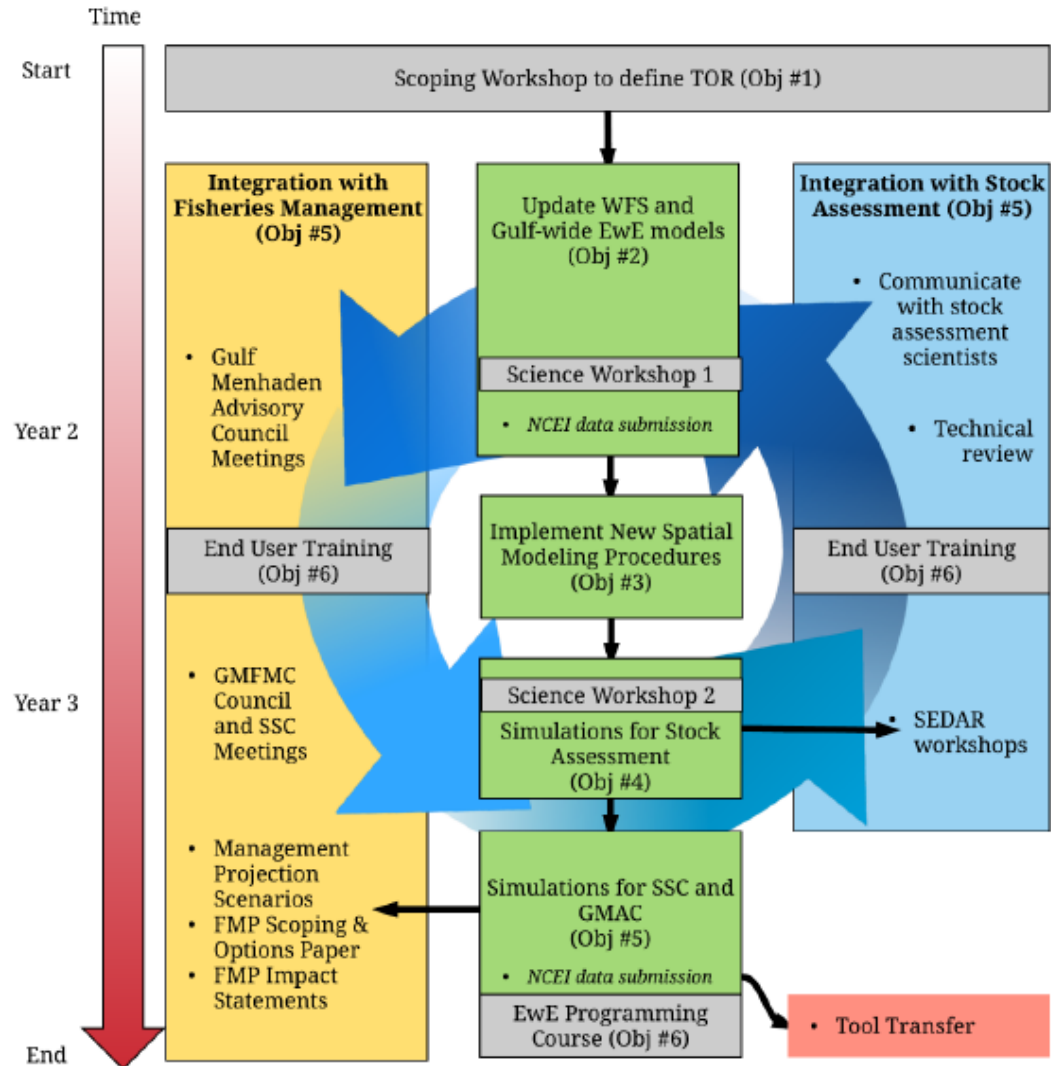 Time
Start
Year 2
Year 3
End
Scoping Workshop to define TOR (Obj #1)
Integration with
Fisheries Management
(Obj #5)
• Gulf
Menhaden
Advisory
Council
Meetings
End User Training
(Obj #6)
• GMFMC
Council
and SSC
Meetings
• Management
Projection
Scenarios
• FMP Scoping &
Options Paper
• FMP Impact
Statements
Update WFS and
Gulf-wide EwE models
(Obj #2)
Science Workshop 1
• NCEI data submission
Implement New Spatial
Modeling Procedures
(Obj #3)
Science Workshop 2
Simulations for Stock
Assessment
(Obj #4)
Simulations for SSC and
GMAC
(Obj #5)
• NCEI data submission
EwE Programming
Course (Obj #6)
Integration with Stock
Assessment (Obj #5)
• Communicate
with stock
assessment
scientists
• Technical
review
End User Training
(Obj #6)
• SEDAR
workshops
• Tool Transfer